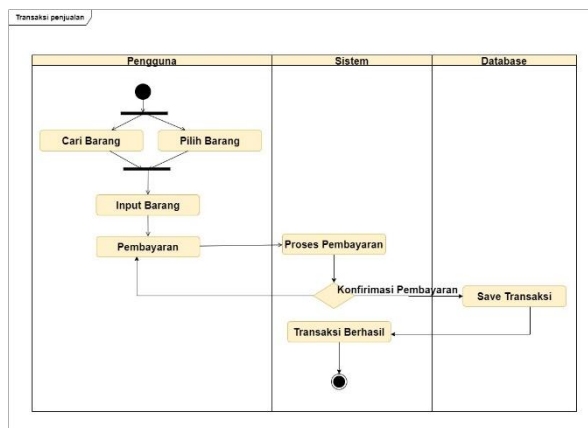 Transaksi penjualan
Pengguna
Sistem
Database
Cari Barang
Pilih Barang
Input Barang
Pembayaran
Proses Pembayaran
Konfirimasi Pembayaran
Save Transaksi
Transaksi Berhasil